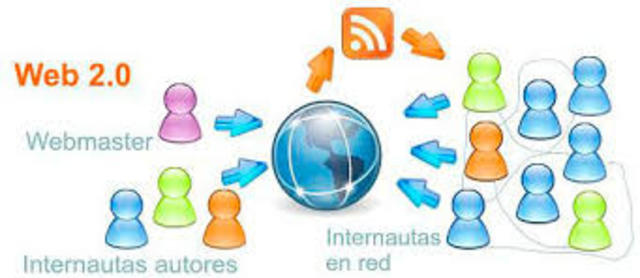 Web 2.0
Webmaster
Internautas autores
Internautas
en red